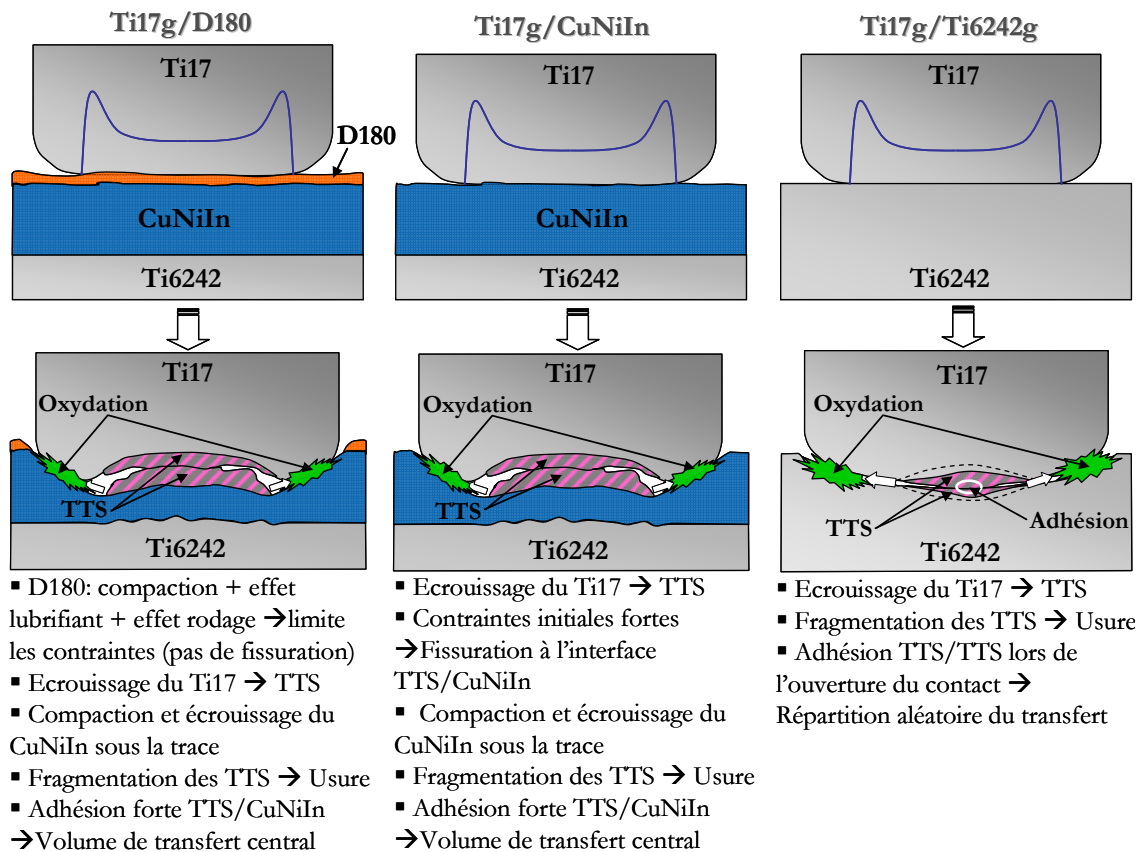 Ti17g/D180
Ti17
D180
CuNiIn
Ti6242
Ti17
Oxydation
TTS
Ti6242
▪ D180: compaction + effet
lubrifiant + effet rodage →limite
les contraintes (pas de fissuration)
▪ Ecrouissage du Ti17 → TTS
▪ Compaction et écrouissage du
CuNiIn sous la trace
▪ Fragmentation des TTS → Usure
▪ Adhésion forte TTS/CuNiIn
→Volume de transfert central
Ti17g/CuNiIn
Ti17
CuNiIn
Ti6242
Ti17
Oxydation
TTS
Ti6242
▪ Ecrouissage du Ti17 → TTS
▪ Contraintes initiales fortes
→Fissuration à l'interface
TTS/CuNiIn
▪ Compaction et écrouissage du
CuNiIn sous la trace
▪ Fragmentation des TTS → Usure
▪ Adhésion forte TTS/CuNiIn
→Volume de transfert central
Ti17g/Ti6242g
Ti17
Ti6242
Ti17
Oxydation
TTS
Adhésion
Ti6242
▪ Ecrouissage du Ti17 → TTS
▪ Fragmentation des TTS → Usure
▪ Adhésion TTS/TTS lors de
l'ouverture du contact →
Répartition aléatoire du transfert